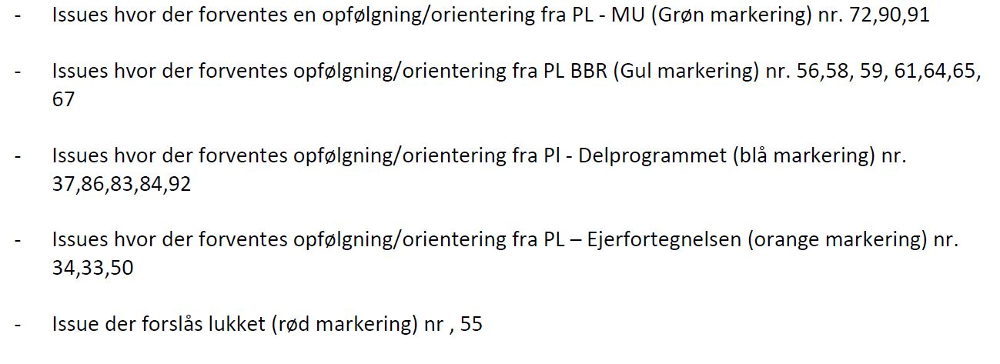 - Issues hvor der forventes en opfølgning/orientering fra PL - MU (Grøn markering) nr. 72,90,91
- Issues hvor der forventes opfølgning/orientering fra PL BBR (Gul markering) nr. 56,58, 59, 61,64,65,
67
- Issues hvor der forventes opfølgning/orientering fra Pl - Delprogrammet (blå markering) nr.
37,86,83,84,92
- Issues hvor der forventes opfølgning/orientering fra PL – Ejerfortegnelsen (orange markering) nr.
34,33,50
- Issue der forslås lukket (rød markering) nr , 55